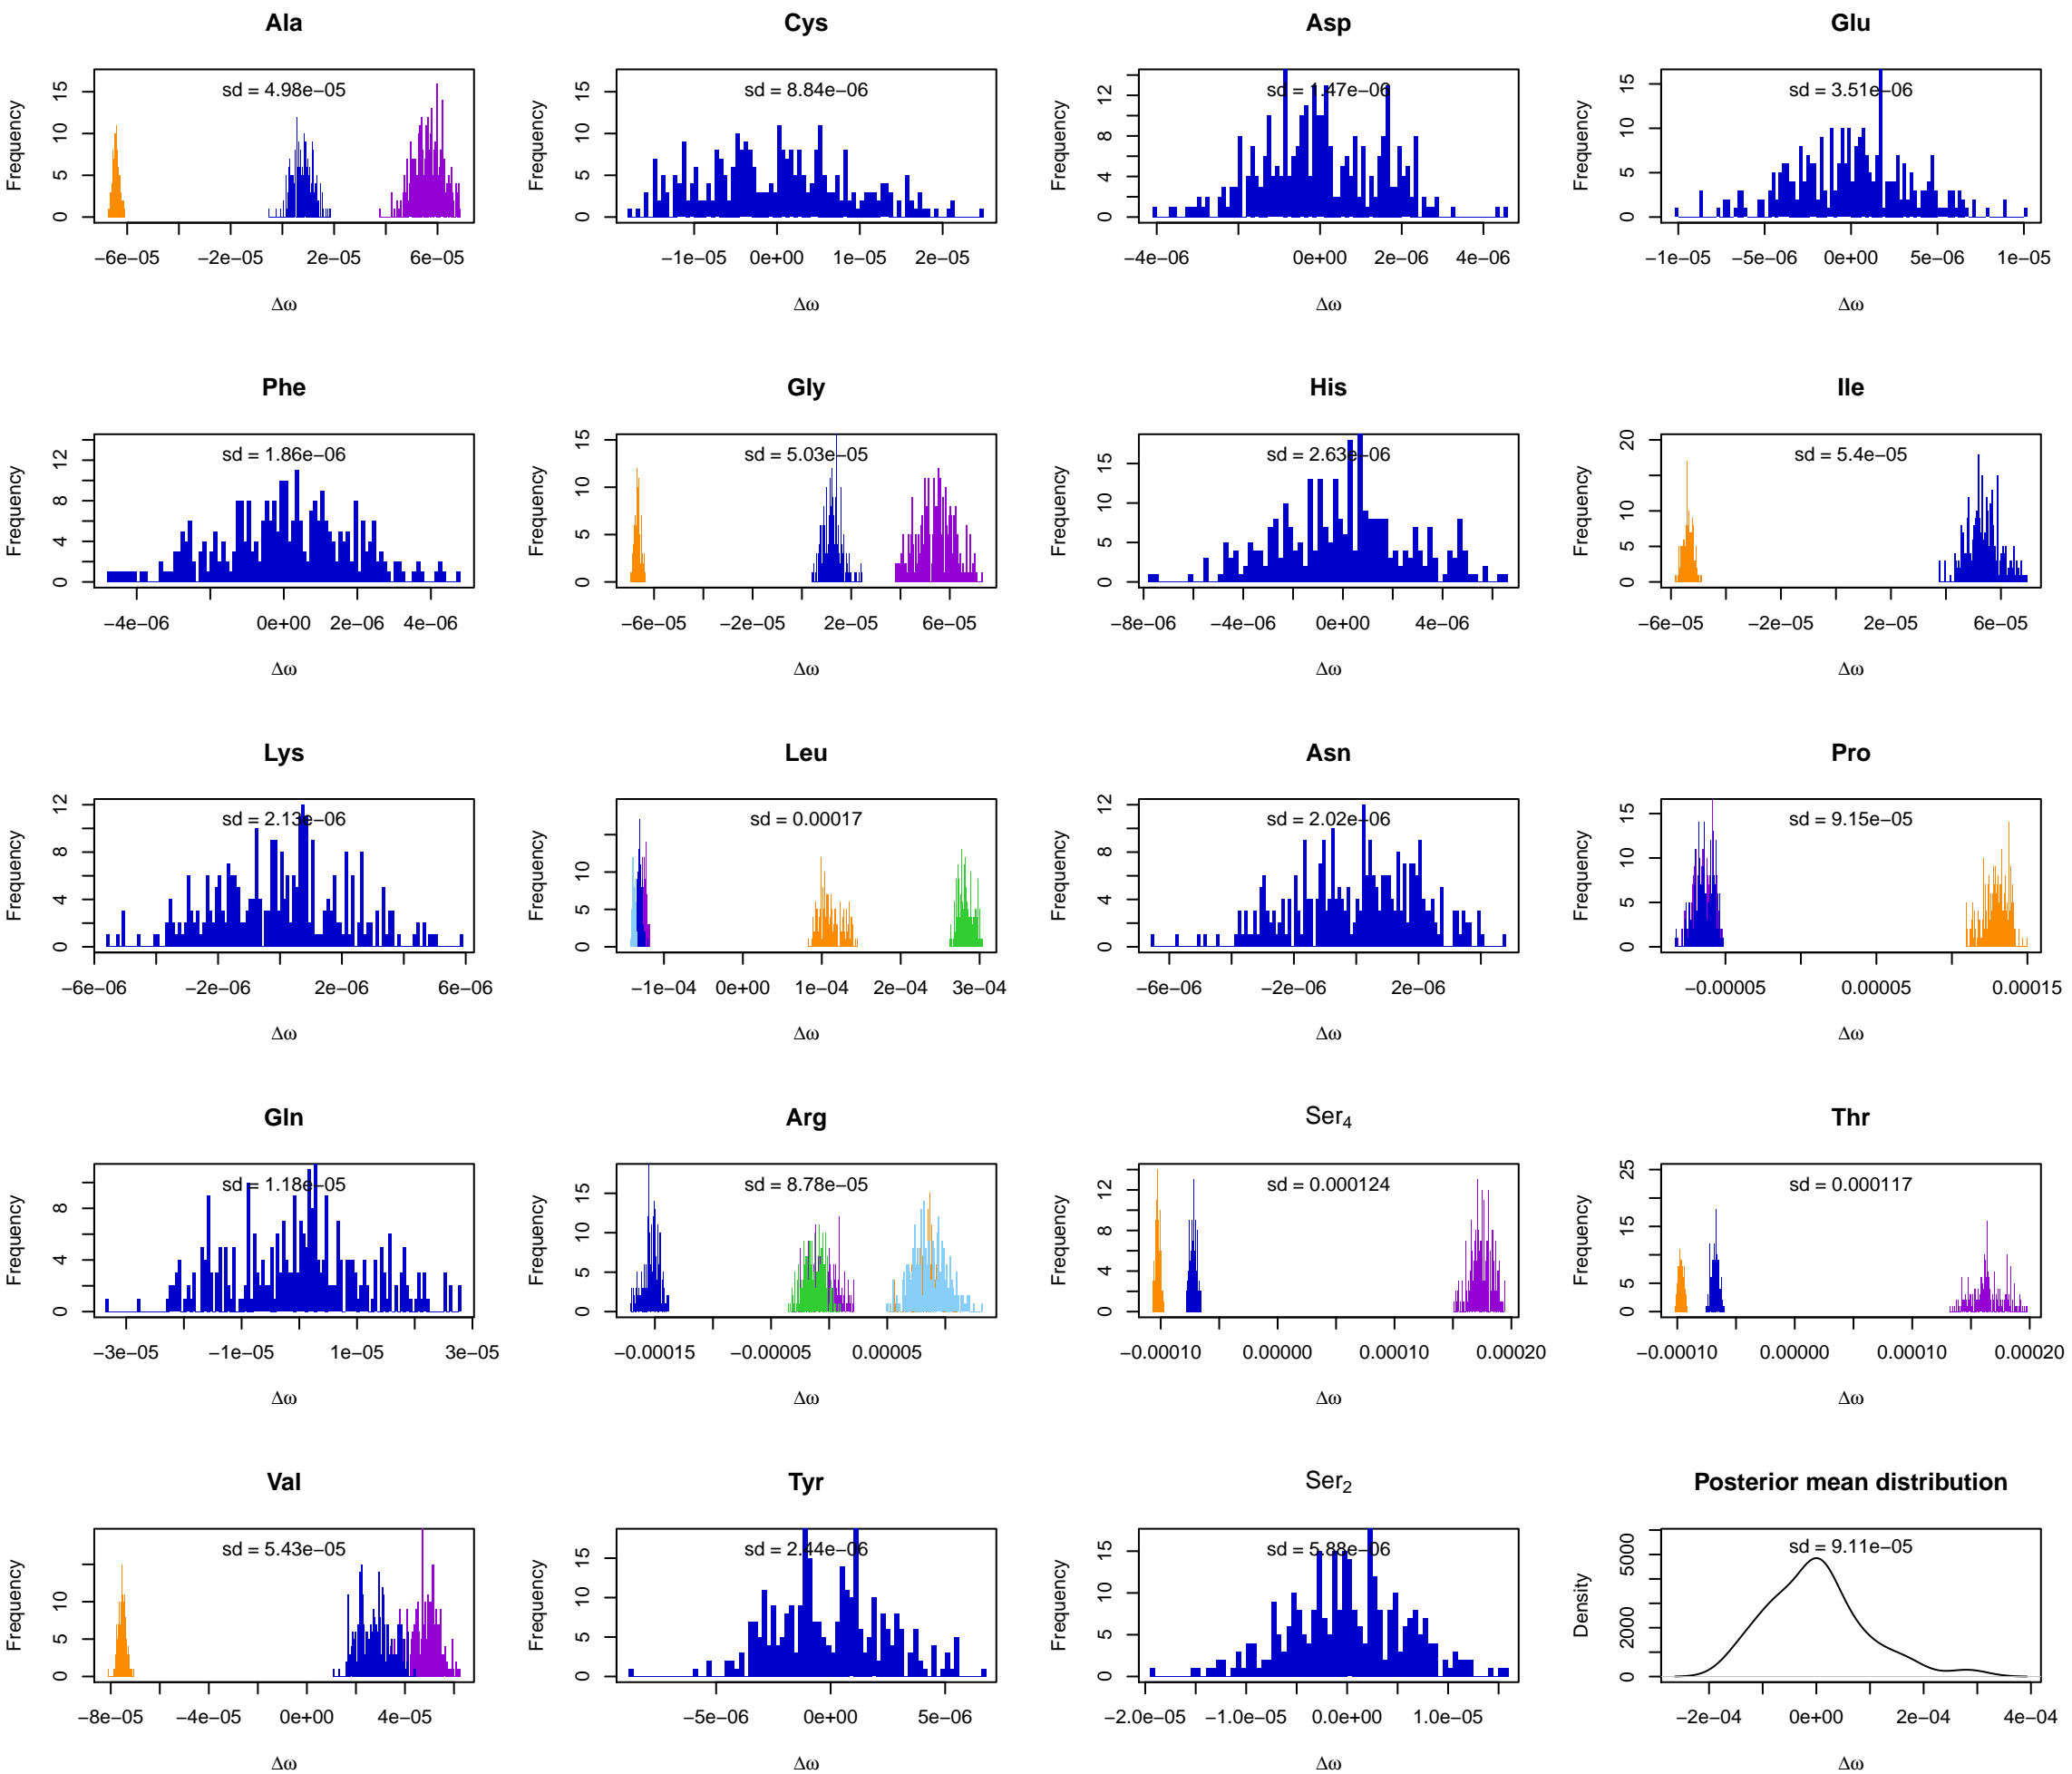 Ala
sd = 4.98e−05
Frequency
0 5 10 15
−6e−05 −2e−05 2e−05 6e−05
Δω
Cys
sd = 8.84e−06
Frequency
0 5 10 15
−1e−05 0e+00 1e−05 2e−05
Δω
Asp
sd = 1.47e−06
Frequency
0 4 8 12
−4e−06 0e+00 2e−06 4e−06
Δω
Glu
sd = 3.51e−06
Frequency
0 5 10 15
−1e−05 −5e−06 0e+00 5e−06 1e−05
Δω
Phe
sd = 1.86e−06
Frequency
0 4 8 12
−4e−06 0e+00 2e−06 4e−06
Δω
Gly
sd = 5.03e−05
Frequency
0 5 10 15
−6e−05 −2e−05 2e−05 6e−05
Δω
His
sd = 2.63e−06
Frequency
0 5 10 15
−8e−06 −4e−06 0e+00 4e−06
Δω
Ile
sd = 5.4e−05
Frequency
0 5 10 15 20
−6e−05 −2e−05 2e−05 6e−05
Δω
Lys
sd = 2.13e−06
Frequency
0 4 8 12
−6e−06 −2e−06 2e−06 6e−06
Δω
Leu
sd = 0.00017
Frequency
0 5 10
−1e−04 0e+00 1e−04 2e−04 3e−04
Δω
Asn
sd = 2.02e−06
Frequency
0 4 8 12
−6e−06 −2e−06 2e−06
Δω
Pro
sd = 9.15e−05
Frequency
0 5 10 15
−0.00005 0.00005 0.00015
Δω
Gln
sd = 1.18e−05
Frequency
0 4 8
−3e−05 −1e−05 1e−05 3e−05
Δω
Arg
sd = 8.78e−05
Frequency
0 5 10 15
−0.00015 −0.00005 0.00005
Δω
Ser4
sd = 0.000124
Frequency
0 4 8 12
−0.00010 0.00000 0.00010 0.00020
Δω
Thr
sd = 0.000117
Frequency
0 5 15 25
−0.00010 0.00000 0.00010 0.00020
Δω
Val
sd = 5.43e−05
Frequency
0 5 10
−8e−05 −4e−05 0e+00 4e−05
Δω
Tyr
sd = 2.44e−06
Frequency
0 5 10 15
−5e−06 0e+00 5e−06
Δω
Ser2
sd = 5.88e−06
Frequency
0 5 10 15
−2.0e−05 −1.0e−05 0.0e+00 1.0e−05
Δω
Posterior mean distribution
sd = 9.11e−05
Density
0 2000 5000
−2e−04 0e+00 2e−04 4e−04
Δω